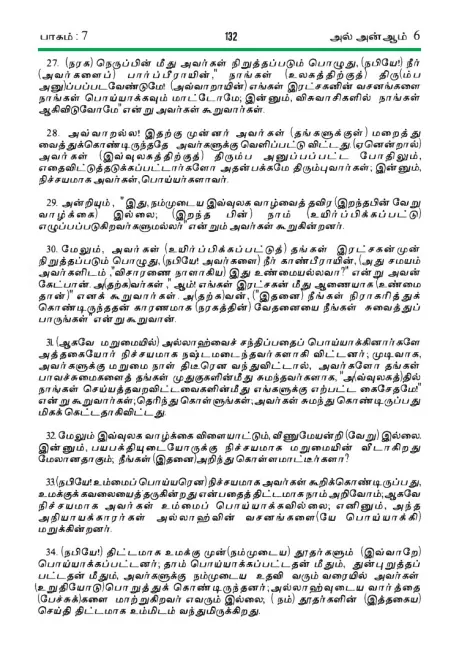 பாகம் : 7 132 அல் அன்ஆம் 6
27. (நரக) நெருப்பின் மீது அவர்கள் நிறுத்தப்படும் பொழுது, (நபியே!) நீர்
(அவர்களைப்) பார்ப்பீராயின்," நாங்கள் (உலகத்திற்குத்) திரும்ப
அனுப்பப்படவேண்டுமே! (அவ்வாறாயின்) எங்கள் இரட்சகனின் வசனங்களை
நாங்கள் பொய்யாக்கவும் மாட்டோமே; இன்னும், விசுவாசிகளில் நாங்கள்
ஆகிவிடுவோமே" என்று அவர்கள் கூறுவார்கள்.
28. அவ்வாறல்ல! இதற்கு முன்னர் அவர்கள் (தங்களுக்குள்) மறைத்து
வைத்துக்கொண்டிருந்ததே அவர்களுக்கு வெளிப்பட்டு விட்டது. (ஏனென்றால்)
அவர்கள் (இவ்வுலகத்திற்குத்) திரும்ப அனுப்பப்பட்ட போதிலும்,
எதைவிட்டுத்தடுக்கப்பட்டார்களோ அதன்பக்கமே திரும்புவார்கள்; இன்னும்,
நிச்சயமாக அவர்கள், பொய்யர்களாவர்.
29. அன்றியும், "இது, நம்முடைய இவ்வுலக வாழ்வைத் தவிர (இறந்தபின் வேறு
வாழ்க்கை) இல்லை; (இறந்த பின்) நாம் (உயிர்ப்பிக்கப்பட்டு)
எழுப்பப்படுகிறவர்களுமல்லர்" என்றும் அவர்கள் கூறுகின்றனர்.
30. மேலும், அவர்கள் (உயிர்ப்பிக்கப்பட்டுத்) தங்கள் இரட்சகன்முன்
நிறுத்தப்படும் பொழுது, (நபியே! அவர்களை) நீர் காண்பீராயின், (அது சமயம்
அவர்களிடம் ,"விசாரணை நாளாகிய) இது உண்மையல்லவா?" என்று அவன்
கேட்பான். அ(தற்க)வர்கள் ," ஆம்! எங்கள் இரட்சகன் மீது ஆணையாக (உண்மை
தான்)" எனக் கூறுவார்கள். அ(தற்க)வன், ("இதனை) நீங்கள் நிராகரித்துக்
கொண்டிருந்ததன் காரணமாக (நரகத்தின்) வேதனையை நீங்கள் சுவைத்துப்
பாருங்கள்" என்று கூறுவான்.
31. (ஆகவே மறுமையில்) அல்லாஹ்வைச் சந்திப்பதைப் பொய்யாக்கினார்களே
அத்தகையோர் நிச்சயமாக நஷ்டமடைந்தவர்களாகி விட்டனர்; முடிவாக,
அவர்களுக்கு மறுமை நாள் திடீரென வந்துவிட்டால், அவர்களோ தங்கள்
பாவச்சுமைகளைத் தங்கள் முதுகுகளின்மீது சுமந்தவர்களாக, "அ(வ்வுலகத்)தில்
நாங்கள் செய்யத்தவறிவிட்டவைகளின்மீது எங்களுக்கு ஏற்பட்ட கைசேதமே!"
என்று கூறுவார்கள்; தெரிந்து கொள்ளுங்கள்; அவர்கள் சுமந்து கொண்டிருப்பது
மிகக் கெட்டதாகிவிட்டது.
32. மேலும் இவ்வுலக வாழ்க்கை விளையாட்டும், வீணுமேயன்றி (வேறு) இல்லை.
இன்னும், பயபக்தியுடையோருக்கு நிச்சயமாக மறுமையின் வீடாகிறது
மேலானதாகும்; நீங்கள் (இதனை) அறிந்து கொள்ளமாட்டீர்களா?
33. (நபியே! உம்மைப் பொய்யரென) நிச்சயமாக அவர்கள் கூறிக்கொண்டிருப்பது,
உமக்குக் கவலையைத் தருகின்றது என்பதைத் திட்டமாக நாம் அறிவோம்; ஆகவே
நிச்சயமாக அவர்கள் உம்மைப் பொய்யாக்கவில்லை; எனினும், அந்த
அநியாயக்காரர்கள் அல்லாஹ்வின் வசனங்களை(யே பொய்யாக்கி)
மறுக்கின்றனர்.
34. (நபியே!) திட்டமாக உமக்கு முன் (நம்முடைய) தூதர்களும் (இவ்வாறே)
பொய்யாக்கப்பட்டனர்; தாம் பொய்யாக்கப்பட்டதன் மீதும், துன்புறுத்தப்
பட்டதன் மீதும், அவர்களுக்கு நம்முடைய உதவி வரும் வரையில் அவர்கள்
(உறுதியோடு) பொறுத்துக் கொண்டிருந்தனர்; அல்லாஹ்வுடைய வார்த்தை
(பேச்சுக்)களை மாற்றுகிறவர் எவரும் இல்லை, ( நம்) தூதர்களின் (இத்தகைய)
செய்தி திட்டமாக உம்மிடம் வந்துமிருக்கிறது.